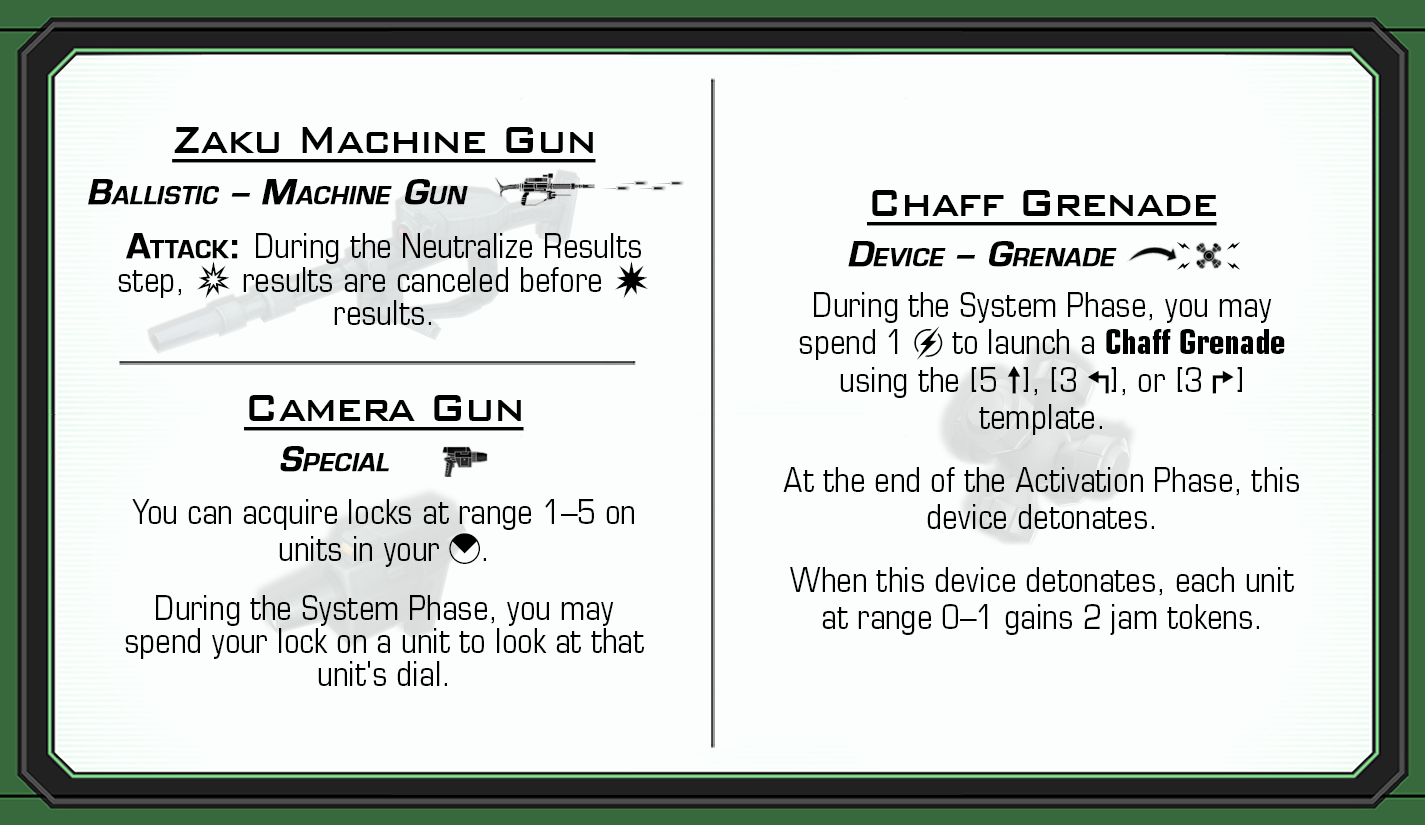 Zaku Machine Gun
Ballistic – Machine Gun
Attack: During the Neutralize Results
step, results are canceled before
results.
Camera Gun
Special
You can acquire locks at range 1–5 on
units in your .
During the System Phase, you may
spend your lock on a unit to look at that
unit's dial.
Chaff Grenade
Device – Grenade
During the System Phase, you may
spend 1 to launch a Chaff Grenade
using the [5 ⬆], [3 ↰], or [3 ↱]
template.
At the end of the Activation Phase, this
device detonates.
When this device detonates, each unit
at range 0–1 gains 2 jam tokens.